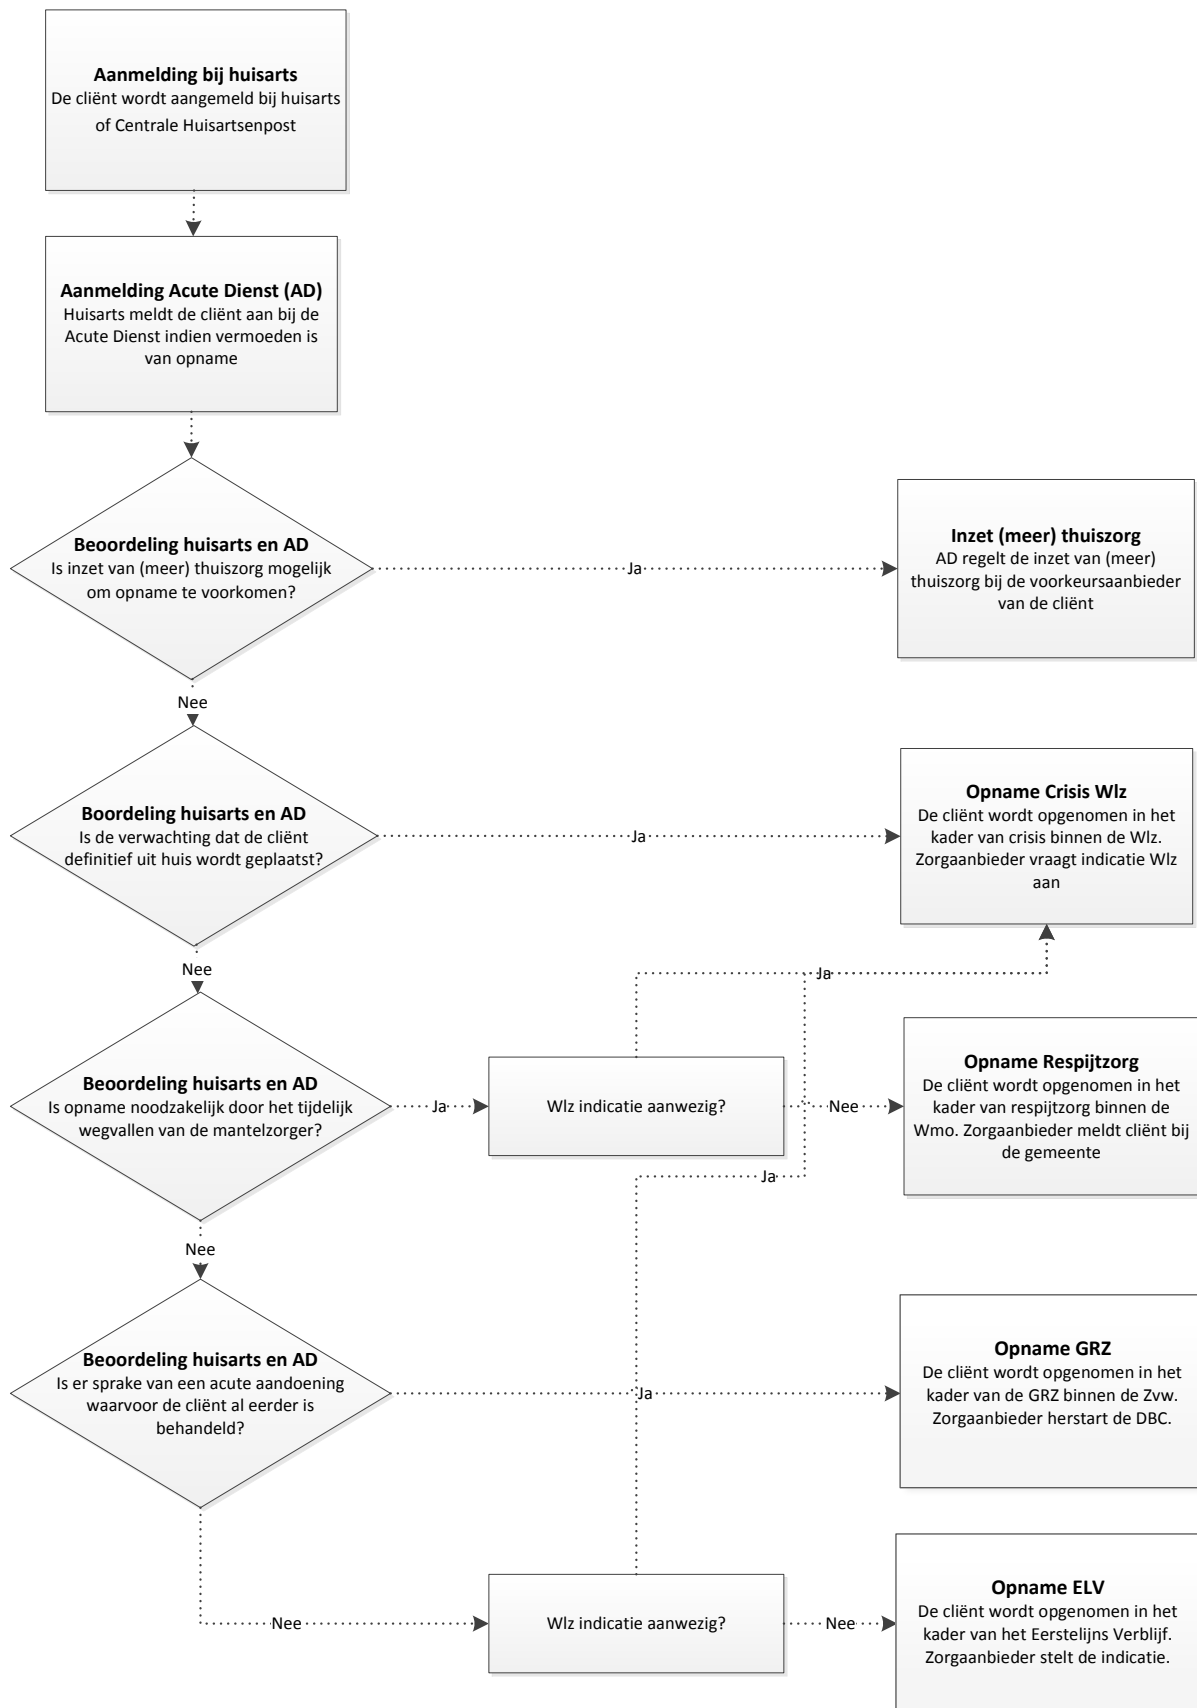 Aanmelding bij huisarts
De cliënt wordt aangemeld bij huisarts
of Centrale Huisartsenpost
Aanmelding Acute Dienst (AD)
Huisarts meldt de cliënt aan bij de
Acute Dienst indien vermoeden is
van opname
Beoordeling huisarts en AD
Is inzet van (meer) thuiszorg mogelijk
om opname te voorkomen?
Ja
Inzet (meer) thuiszorg
AD regelt de inzet van (meer)
thuiszorg bij de voorkeursaanbieder
van de cliënt
Nee
Boordeling huisarts en AD
Is de verwachting dat de cliënt
definitief uit huis wordt geplaatst?
Ja
Opname Crisis Wlz
De cliënt wordt opgenomen in het
kader van crisis binnen de Wlz.
Zorgaanbieder vraagt indicatie Wlz
aan
Nee
Ja
Beoordeling huisarts en AD
Is opname noodzakelijk door het tijdelijk
wegvallen van de mantelzorger?
Ja
Wlz indicatie aanwezig?
Nee
Opname Respijtzorg
De cliënt wordt opgenomen in het
kader van respijtzorg binnen de
Wmo. Zorgaanbieder meldt cliënt bij
de gemeente
Ja
Nee
Beoordeling huisarts en AD
Is er sprake van een acute aandoening
waarvoor de cliënt al eerder is
behandeld?
Ja
Opname GRZ
De cliënt wordt opgenomen in het
kader van de GRZ binnen de Zvw.
Zorgaanbieder herstart de DBC.
Nee
Wlz indicatie aanwezig?
Nee
Opname ELV
De cliënt wordt opgenomen in het
kader van het Eerstelijns Verblijf.
Zorgaanbieder stelt de indicatie.